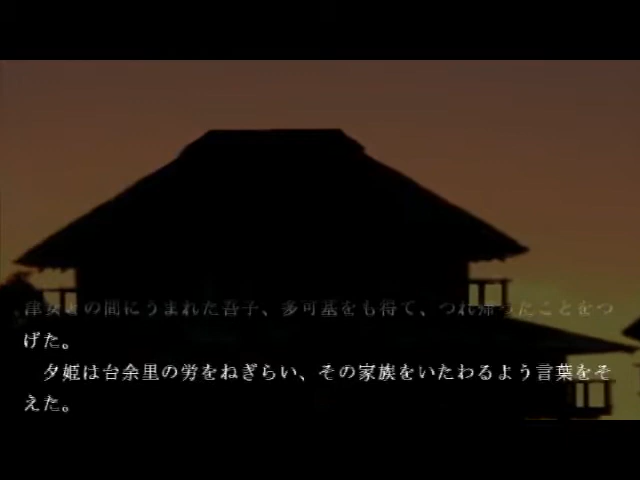 の間にうまれた吾子、多可基をも得て、つれ帰ったことをつ
げた。
　夕姫は台余里の労をねぎらい、その家族をいたわるよう言葉をそ
えた。